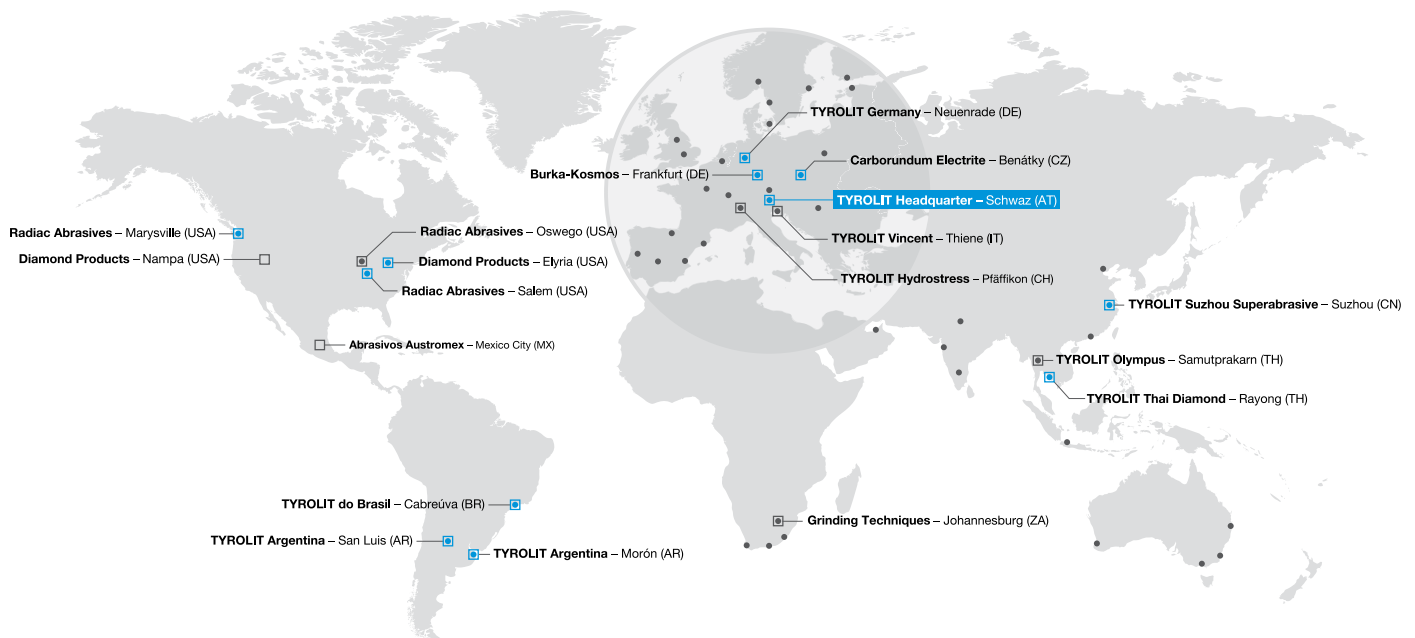 TYROLIT Germany – Neuenrade (DE)
Carborundum Electrite – Benátky (CZ)
Burka-Kosmos – Frankfurt (DE)
TYROLIT Headquarter – Schwaz (AT)
Radiac Abrasives – Marysville (USA)
Radiac Abrasives – Oswego (USA)
TYROLIT Vincent – Thiene (IT)
Diamond Products – Nampa (USA)
Diamond Products – Elyria (USA)
TYROLIT Hydrostress – Pfäffikon (CH)
Radiac Abrasives – Salem (USA)
TYROLIT Suzhou Superabrasive – Suzhou (CN)
Abrasivos Austromex – Mexico City (MX)
TYROLIT Olympus – Samutprakarn (TH)
TYROLIT Thai Diamond – Rayong (TH)
TYROLIT do Brasil – Cabreúva (BR)
Grinding Techniques – Johannesburg (ZA)
TYROLIT Argentina – San Luis (AR)
TYROLIT Argentina – Morón (AR)